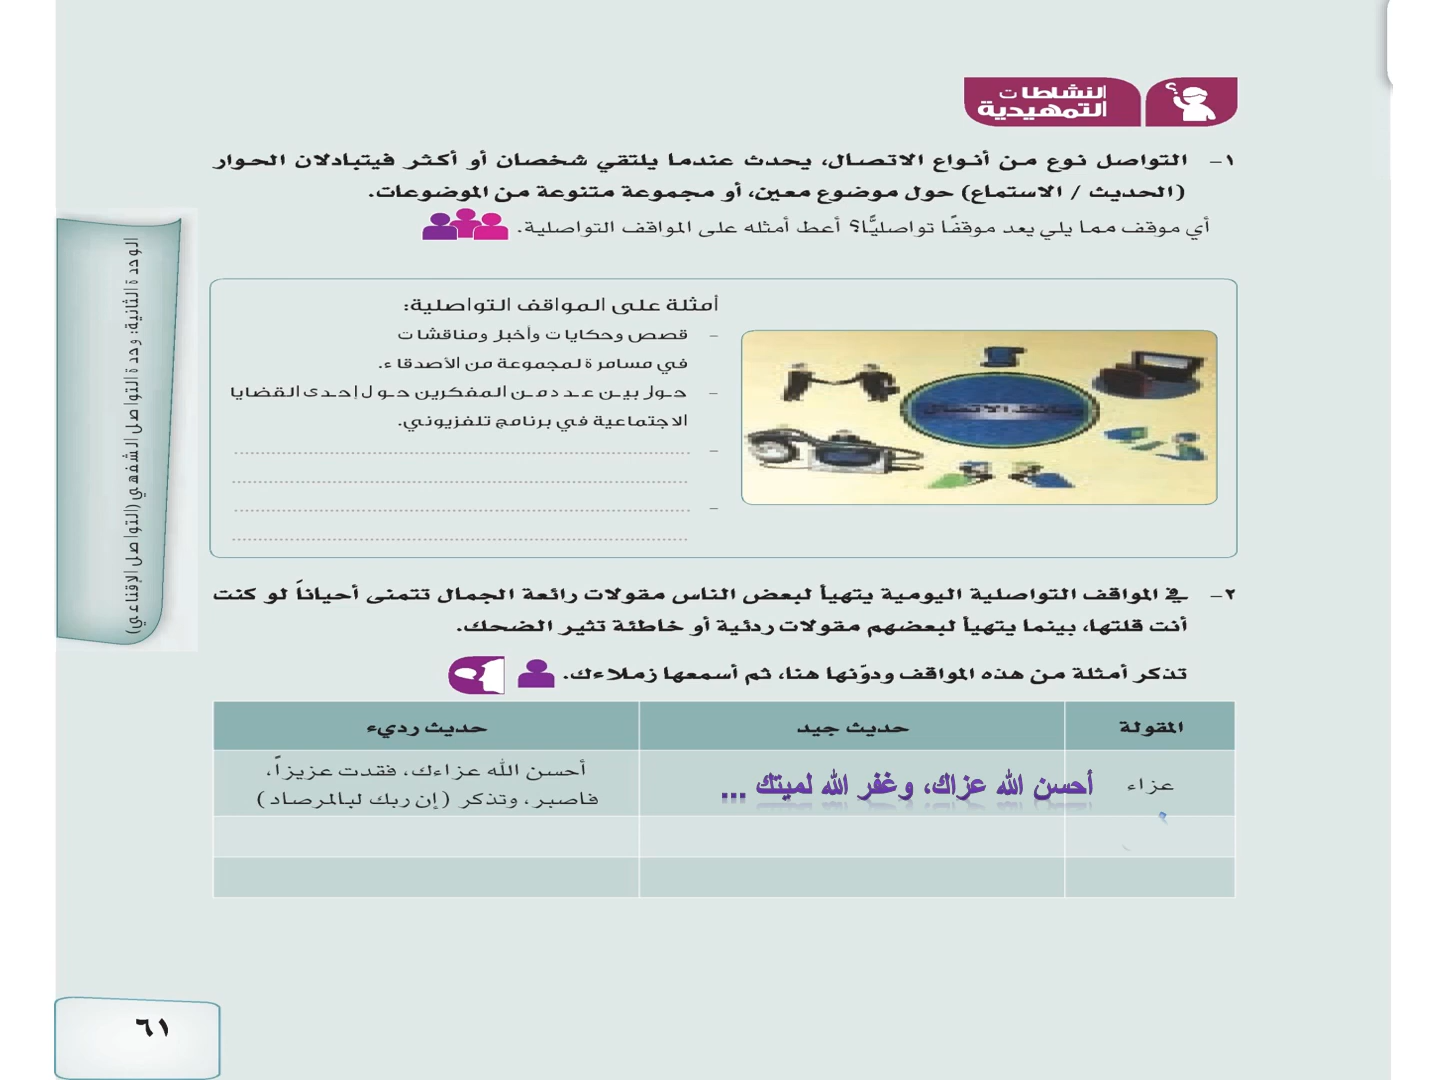 النشاطات
التمهيدية
١- التواصل نوع من أنواع الاتصال، يحدث عندما يلتقي شخصان أو أكثر فيتبادلان الحوار
(الحديث / الاستماع) حول موضوع معين، أو مجموعة متنوعة من الموضوعات.
أي موقف مما يلي يعد موقفًا تواصليًّا؟ أعط أمثله على المواقف التواصلية.
أمثلة على المواقف التواصلية:
- قصص وحكايات وأخبار ومناقشات
في مسامرة لمجموعة من الأصدقاء.
- حوار بين عدد من المفكرين حول إحدى القضايا
الاجتماعية في برنامج تلفزيوني.
-
-
وسائط الاتصال
٢- في المواقف التواصلية اليومية يتهيأ لبعض الناس مقولات رائعة الجمال تتمنى أحياناً لو كنت
أنت قلتها، بينما يتهيأ لبعضهم مقولات ردئية أو خاطئة تثير الضحك.
تذكر أمثلة من هذه المواقف ودوّنها هنا، ثم أسمعها زملاءك.
المقولة حديث جيد حديث رديء
عزاء أحسن الله عزاك، وغفر الله لميتك ... أحسن الله عزاءك، فقدت عزيزاً،
فاصبر، وتذكر (إن ربك لبالمرصاد)
الوحدة الثانية: وحدة التواصل الشفهي (التواصل الإقناعي)
٦١